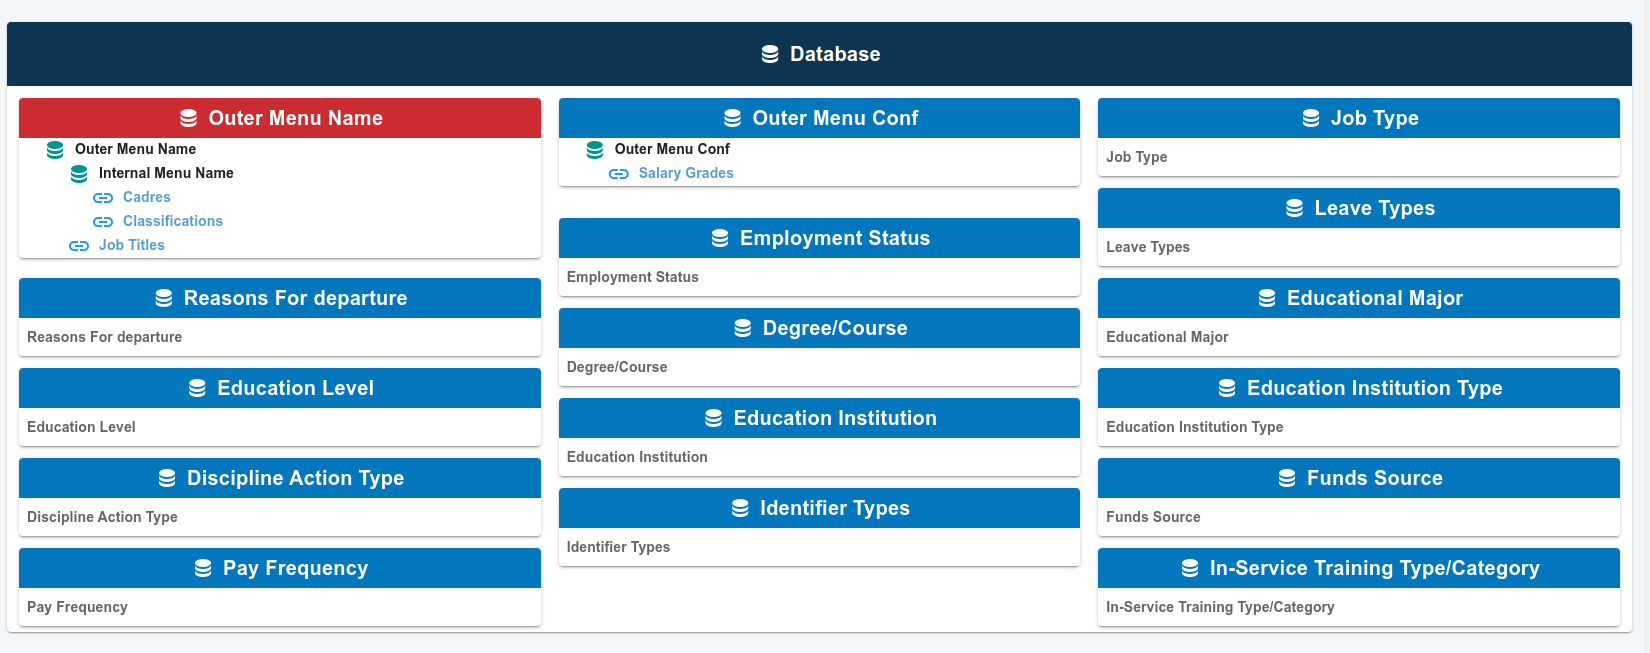 Database
Outer Menu Name
Outer Menu Name
Internal Menu Name
Cadres
Classifications
Job Titles
Reasons For departure
Reasons For departure
Education Level
Education Level
Discipline Action Type
Discipline Action Type
Pay Frequency
Pay Frequency
Outer Menu Conf
Outer Menu Conf
Salary Grades
Employment Status
Employment Status
Degree/Course
Degree/Course
Education Institution
Education Institution
Identifier Types
Identifier Types
Job Type
Job Type
Leave Types
Leave Types
Educational Major
Educational Major
Education Institution Type
Education Institution Type
Funds Source
Funds Source
In-Service Training Type/Category
In-Service Training Type/Category